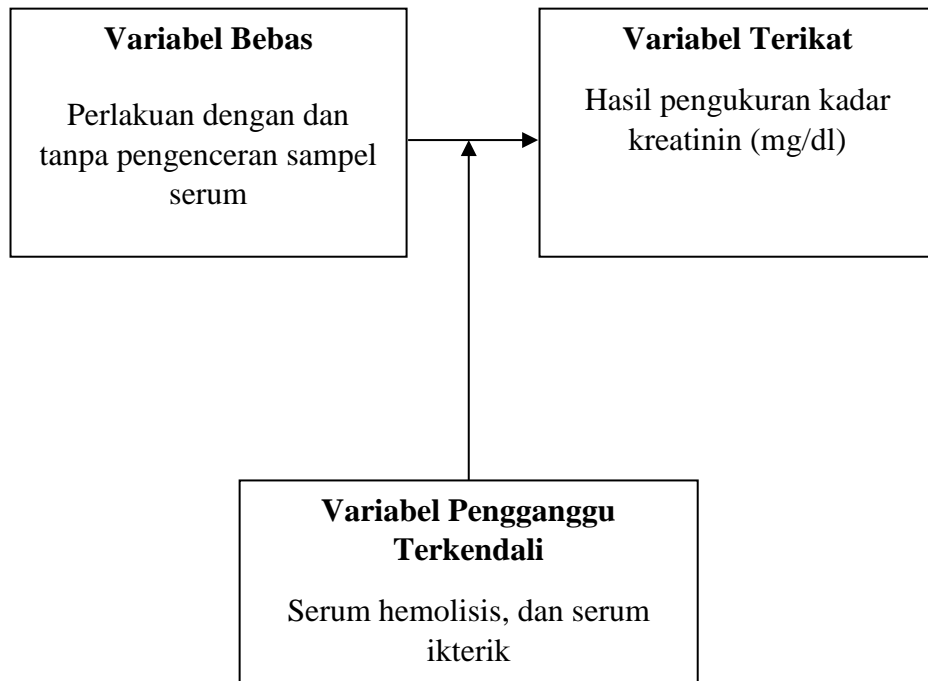 Variabel Bebas
Perlakuan dengan dan
tanpa pengenceran sampel
serum
Variabel Terikat
Hasil pengukuran kadar
kreatinin (mg/dl)
Variabel Pengganggu
Terkendali
Serum hemolisis, dan serum
ikterik